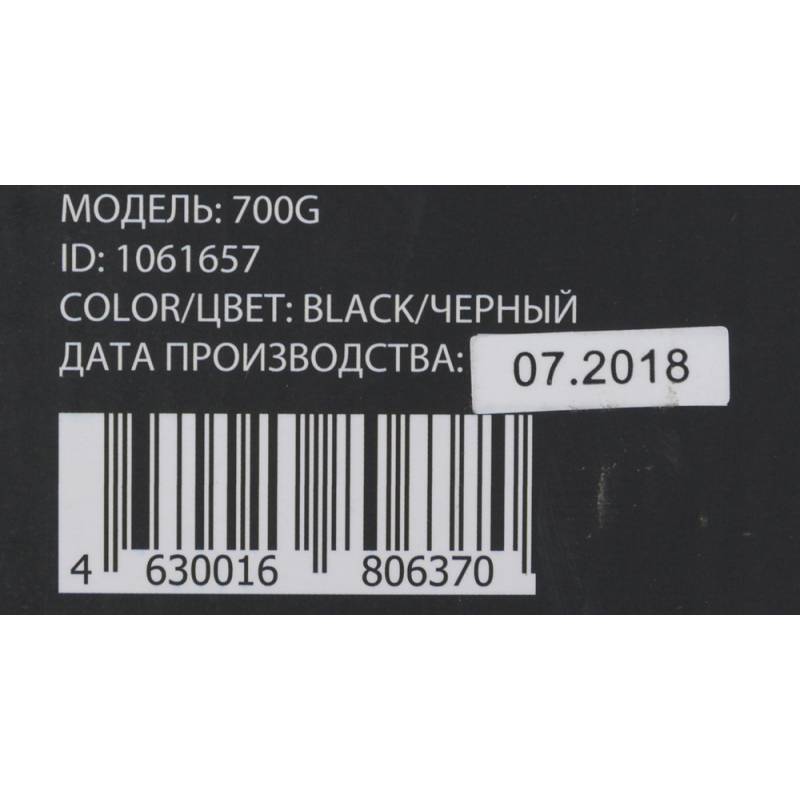 МОДЕЛЬ: 700G
ID: 1061657
COLOR/ЦВЕТ: BLACK/ЧЕРНЫЙ
ДАТА ПРОИЗВОДСТВА: 07.2018
4 630016 806370